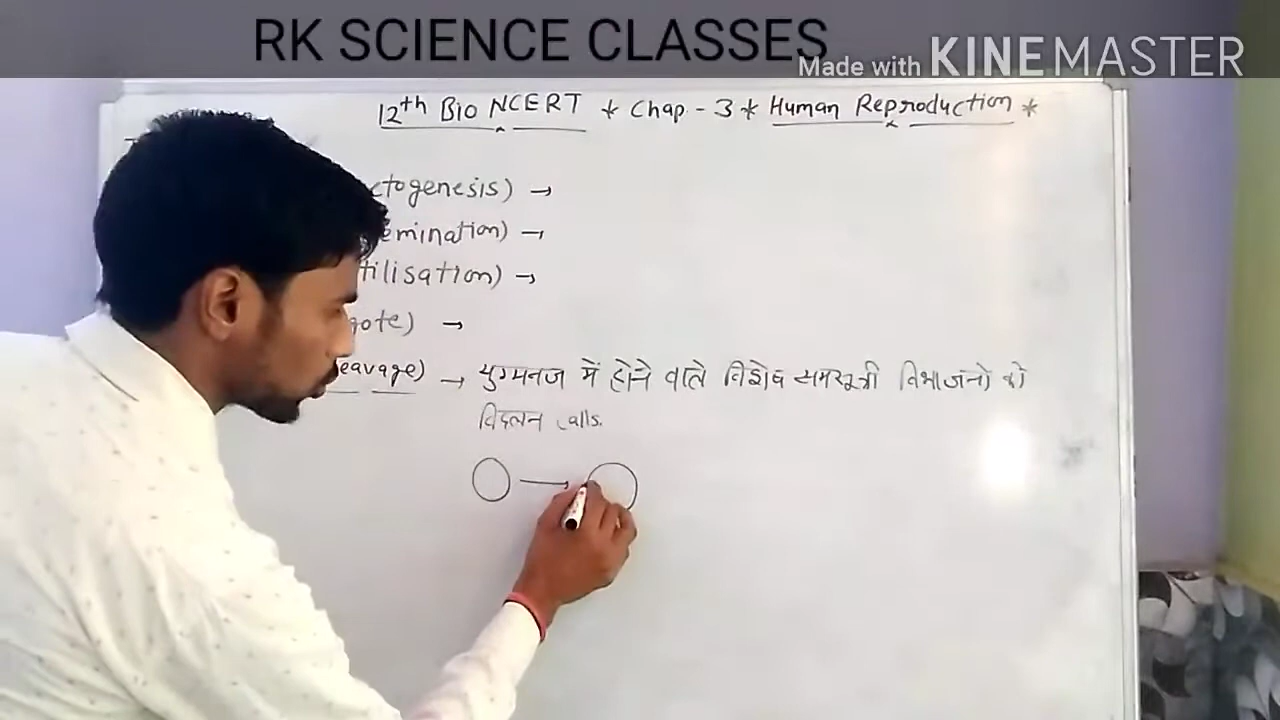 RK SCIENCE CLASSES
Made with KINEMASTER
12th BIO NCERT * Chap - 3 * Human Reproduction *
ctogenesis) →
emination) →
tilisation) →
gote) →
eavage) → युग्मनज में होने वाले विशेष समसूत्री विभाजनो को
विदलन calls.